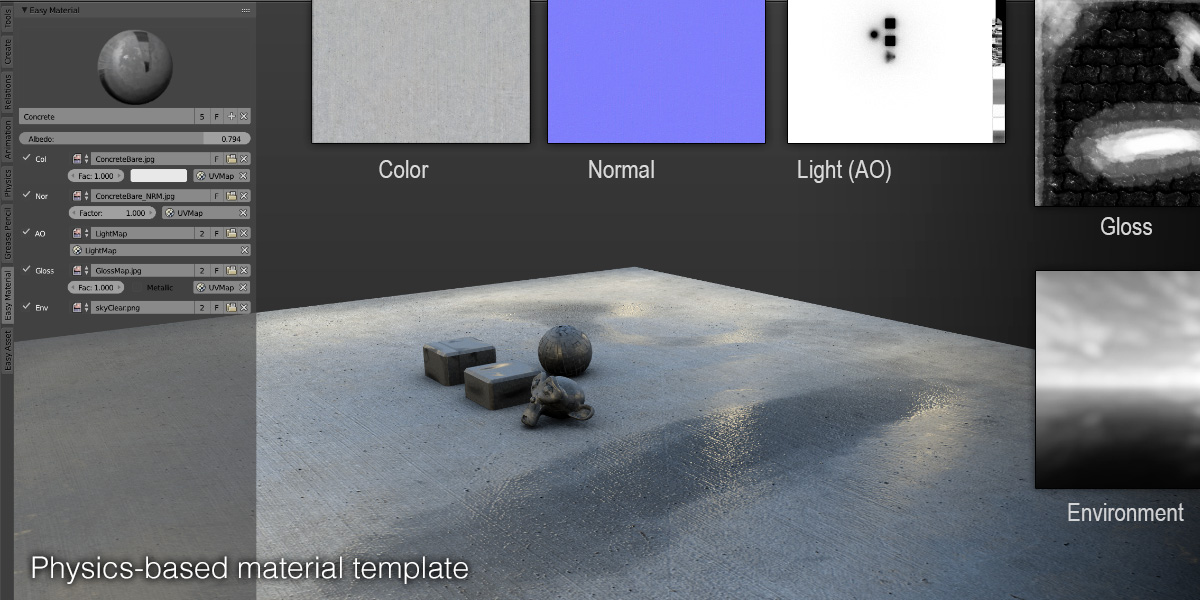 Easy Material
Tools
Create
Relations
Animation
Physics
Grease Pencil
Easy Material
Easy Asset
Concrete 5 F
Albedo: 0.794
Col ConcreteBare.jpg F
Fac: 1.000 UVMap
Nor ConcreteBare_NRM.jpg F
Factor: 1.000 UVMap
AO LightMap 2 F
LightMap
Gloss GlossMap.jpg 2 F
Fac: 1.000 Metallic UVMap
Env skyClear.png 2 F
Color
Normal
Light (AO)
Gloss
Environment
Physics-based material template